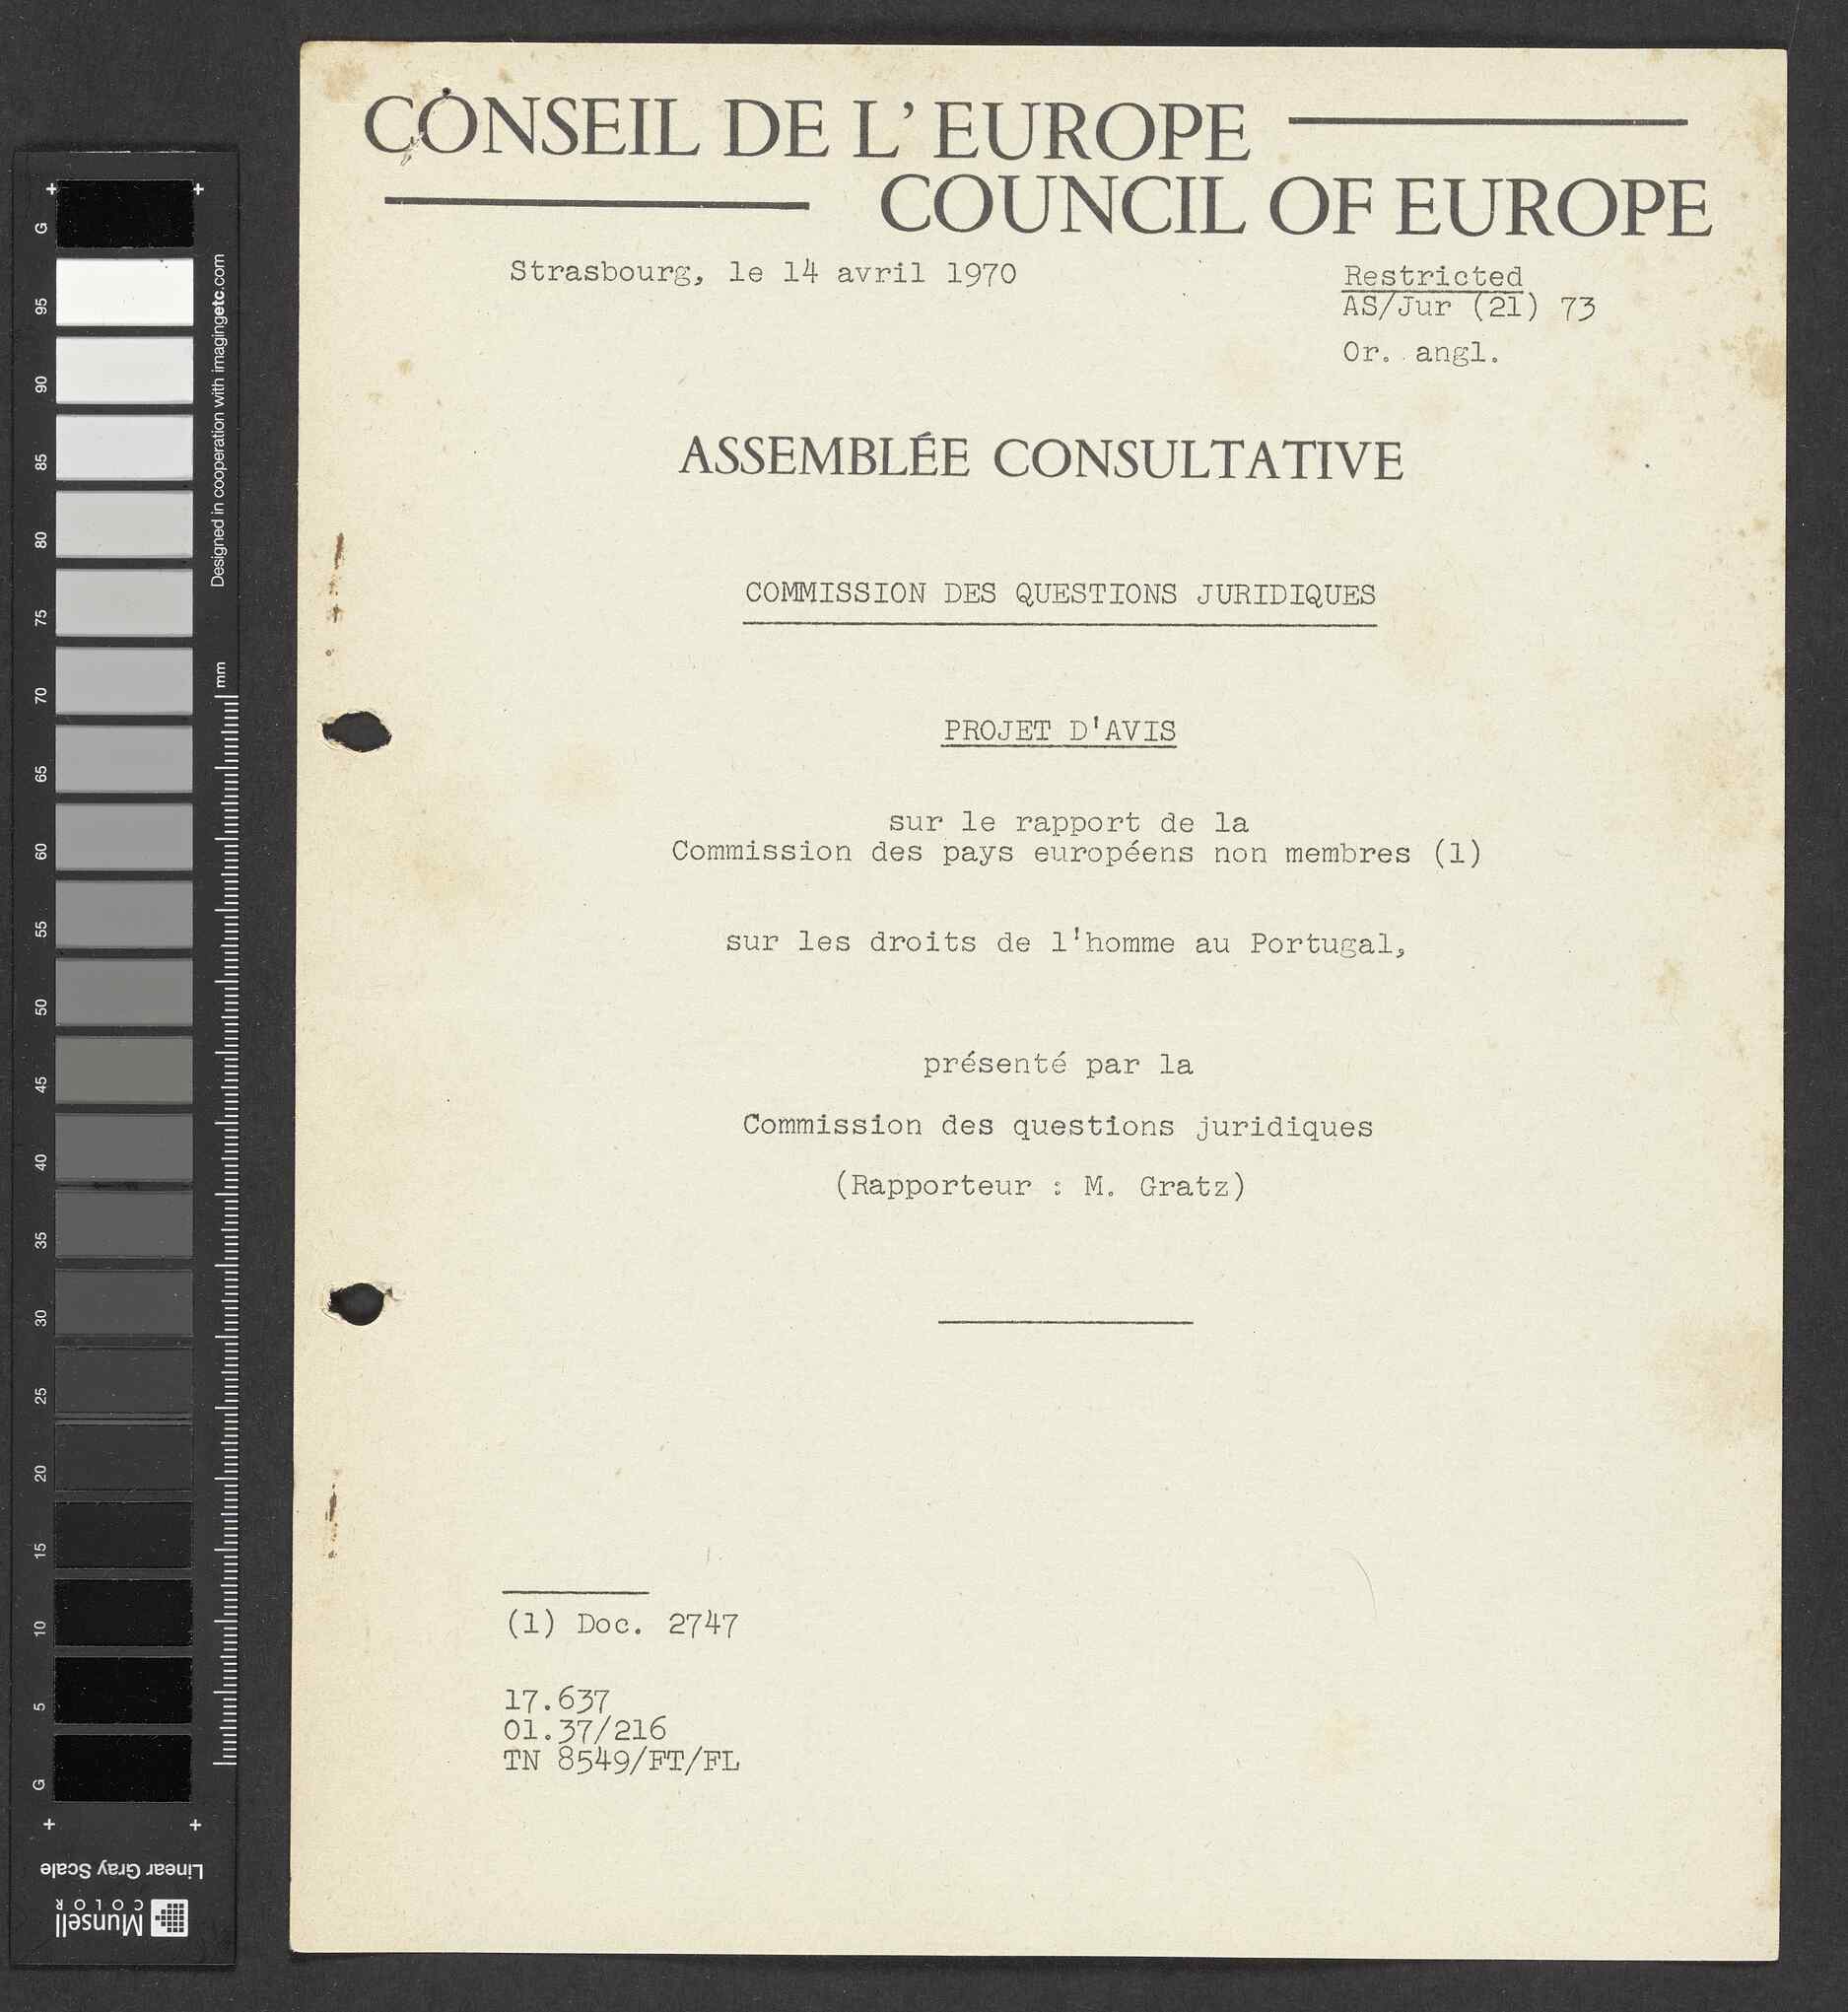 CONSEIL DE L'EUROPE
COUNCIL OF EUROPE
Strasbourg, le 14 avril 1970
Restricted
AS/Jur (21) 73
Or. angl.
ASSEMBLÉE CONSULTATIVE
COMMISSION DES QUESTIONS JURIDIQUES
PROJET D'AVIS
sur le rapport de la
Commission des pays européens non membres (1)
sur les droits de l'homme au Portugal,
présenté par la
Commission des questions juridiques
(Rapporteur : M. Gratz)
(1) Doc. 2747
17.637
01.37/216
TN 8549/FT/FL
G
95
90
85
80
75
70
65
60
55
50
45
40
35
30
25
20
15
10
5
G
Designed in cooperation with imagingetc.com
mm
Linear Gray Scale
Munsell
COLOR